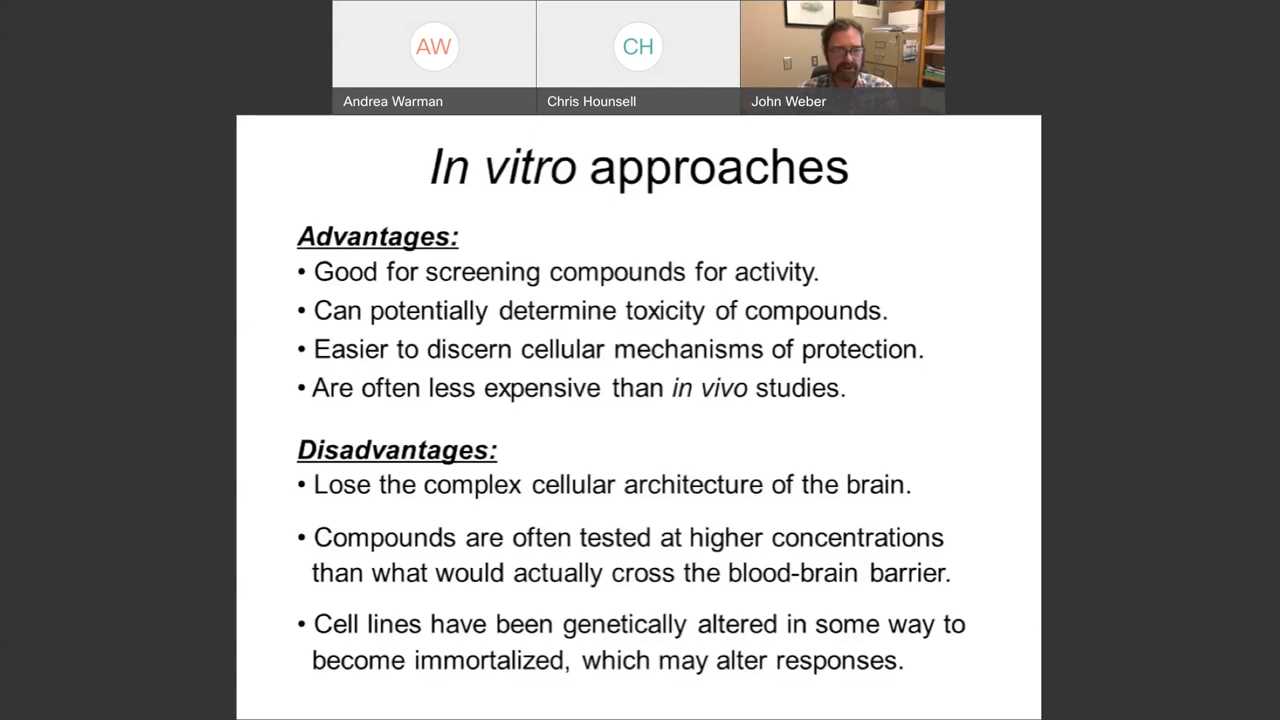 AW
CH
Andrea Warman
Chris Hounsell
John Weber
In vitro approaches
Advantages:
• Good for screening compounds for activity.
• Can potentially determine toxicity of compounds.
• Easier to discern cellular mechanisms of protection.
• Are often less expensive than in vivo studies.
Disadvantages:
• Lose the complex cellular architecture of the brain.
• Compounds are often tested at higher concentrations
than what would actually cross the blood-brain barrier.
• Cell lines have been genetically altered in some way to
become immortalized, which may alter responses.